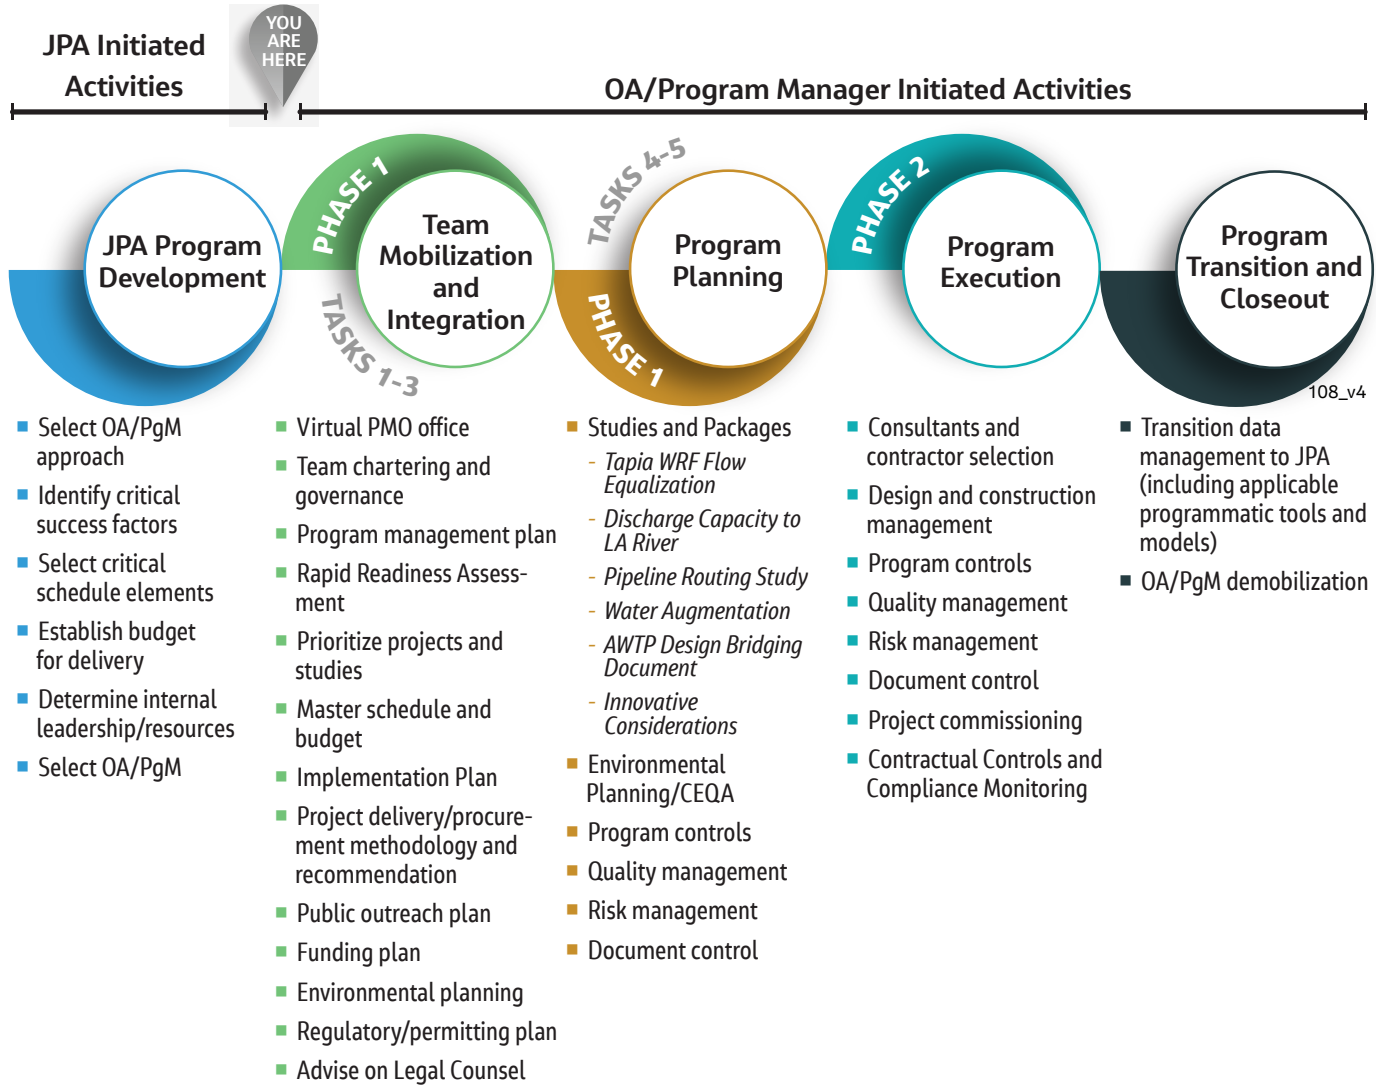 JPA Initiated
Activities
YOU
ARE
HERE
OA/Program Manager Initiated Activities
JPA Program
Development
PHASE 1
TASKS 1-3
Team
Mobilization
and
Integration
TASKS 4-5
PHASE 1
Program
Planning
PHASE 2
Program
Execution
Program
Transition and
Closeout
108_v4
■ Select OA/PgM
approach
■ Identify critical
success factors
■ Select critical
schedule elements
■ Establish budget
for delivery
■ Determine internal
leadership/resources
■ Select OA/PgM
■ Virtual PMO office
■ Team chartering and
governance
■ Program management plan
■ Rapid Readiness Assess-
ment
■ Prioritize projects and
studies
■ Master schedule and
budget
■ Implementation Plan
■ Project delivery/procure-
ment methodology and
recommendation
■ Public outreach plan
■ Funding plan
■ Environmental planning
■ Regulatory/permitting plan
■ Advise on Legal Counsel
■ Studies and Packages
- Tapia WRF Flow
Equalization
- Discharge Capacity to
LA River
- Pipeline Routing Study
- Water Augmentation
- AWTP Design Bridging
Document
- Innovative
Considerations
■ Environmental
Planning/CEQA
■ Program controls
■ Quality management
■ Risk management
■ Document control
■ Consultants and
contractor selection
■ Design and construction
management
■ Program controls
■ Quality management
■ Risk management
■ Document control
■ Project commissioning
■ Contractual Controls and
Compliance Monitoring
■ Transition data
management to JPA
(including applicable
programmatic tools and
models)
■ OA/PgM demobilization